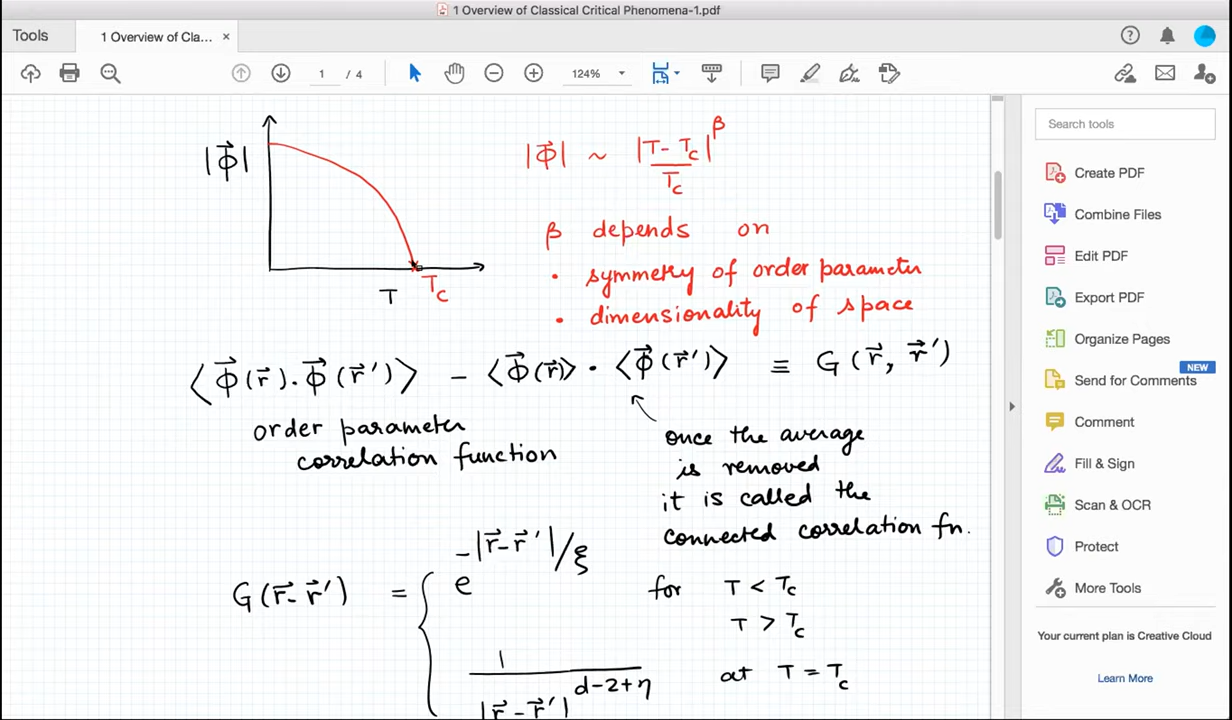 1 Overview of Classical Critical Phenomena-1.pdf
Tools
1 Overview of Cla... ×
1 / 4
124%
Search tools
Create PDF
Combine Files
Edit PDF
Export PDF
Organize Pages
NEW
Send for Comments
Comment
Fill & Sign
Scan & OCR
Protect
More Tools
Your current plan is Creative Cloud
Learn More
|Φ⃗|
T T_c
|Φ⃗| ~ |T - T_c / T_c|^β
β depends on
• symmetry of order parameter
• dimensionality of space
⟨Φ⃗(r⃗).Φ⃗(r⃗')⟩ - ⟨Φ⃗(r⃗)⟩ · ⟨Φ⃗(r⃗')⟩ ≡ G(r⃗, r⃗')
order parameter
correlation function
once the average
is removed
it is called the
connected correlation fn.
G(r⃗-r⃗') = { e^{-|r⃗-r⃗'|/ξ} for T < T_c
T > T_c
1 / |r⃗-r⃗'|^{d-2+η} at T = T_c